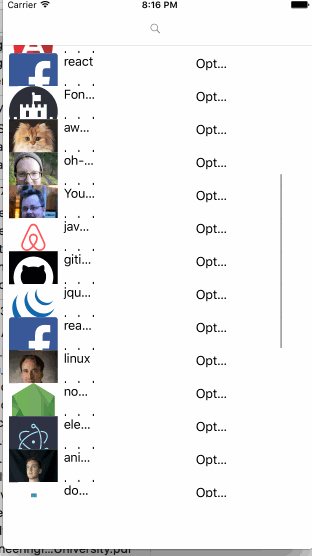 Carrier 8:16 PM
react Opt...
. . .
Fon... Opt...
. . .
aw... Opt...
. . .
oh-... Opt...
. . .
You... Opt...
. . .
jav... Opt...
. . .
giti... Opt...
. . .
jqu... Opt...
. . .
rea... Opt...
. . .
linux Opt...
. . .
no... Opt...
. . .
ele... Opt...
. . .
ani... Opt...
. . .
do... Opt...
neeringl...University.pdf